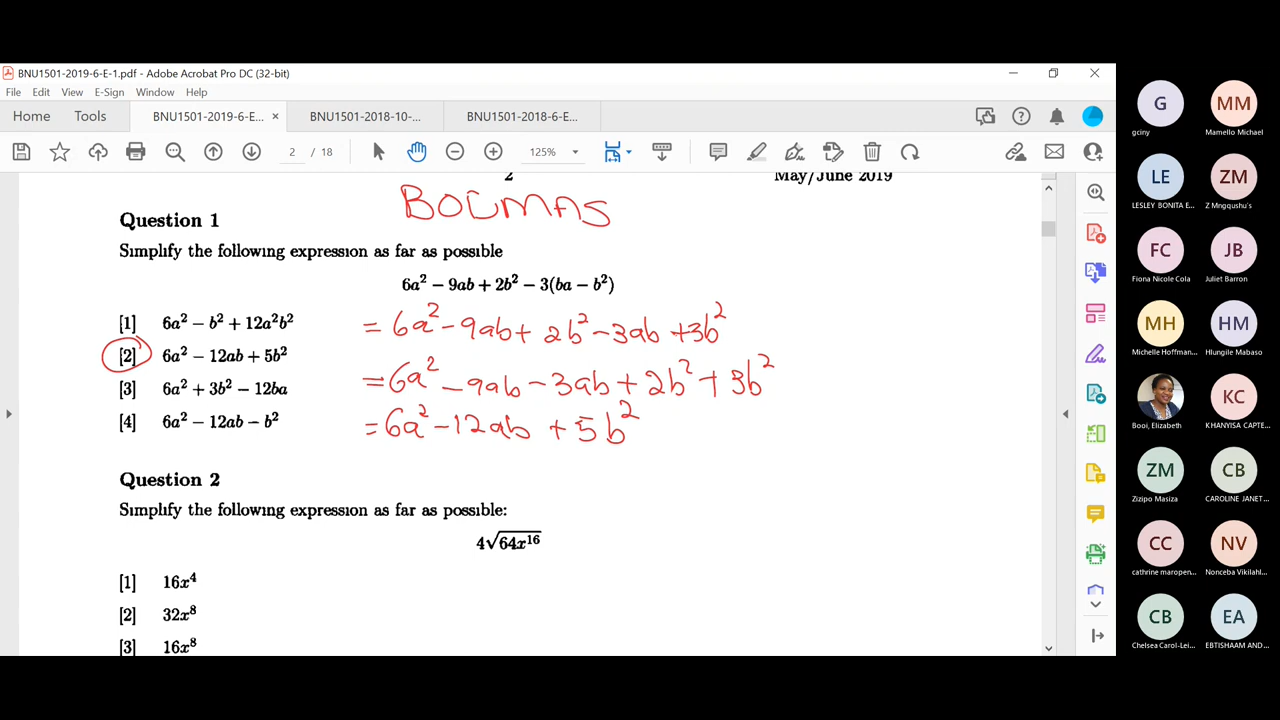 BNU1501-2019-6-E-1.pdf - Adobe Acrobat Pro DC (32-bit)
File Edit View E-Sign Window Help
Home Tools BNU1501-2019-6-E... × BNU1501-2018-10-... BNU1501-2018-6-E...
2 / 18 125%
2 May/June 2019
BODMAS
Question 1
Simplify the following expression as far as possible
6a² − 9ab + 2b² − 3(ba − b²)
[1] 6a² − b² + 12a²b²
= 6a² - 9ab + 2b² - 3ab + 3b²
[2] 6a² − 12ab + 5b²
= 6a² - 9ab - 3ab + 2b² + 3b²
[3] 6a² + 3b² − 12ba
[4] 6a² − 12ab − b²
= 6a² - 12ab + 5b²
Question 2
Simplify the following expression as far as possible:
4√64x¹⁶
[1] 16x⁴
[2] 32x⁸
[3] 16x⁸
G
gciny
MM
Mamello Michael
LE
LESLEY BONITA E...
ZM
Z Mngqushu's
FC
Fiona Nicole Cola
JB
Juliet Barron
MH
Michelle Hoffman...
HM
Hlungile Mabaso
Booi, Elizabeth
KC
KHANYISA CAPTE...
ZM
Zizipo Masiza
CB
CAROLINE JANET...
CC
cathrine maropen...
NV
Nonceba Vikilahl...
CB
Chelsea Carol-Lei...
EA
EBTISHAAM AND...